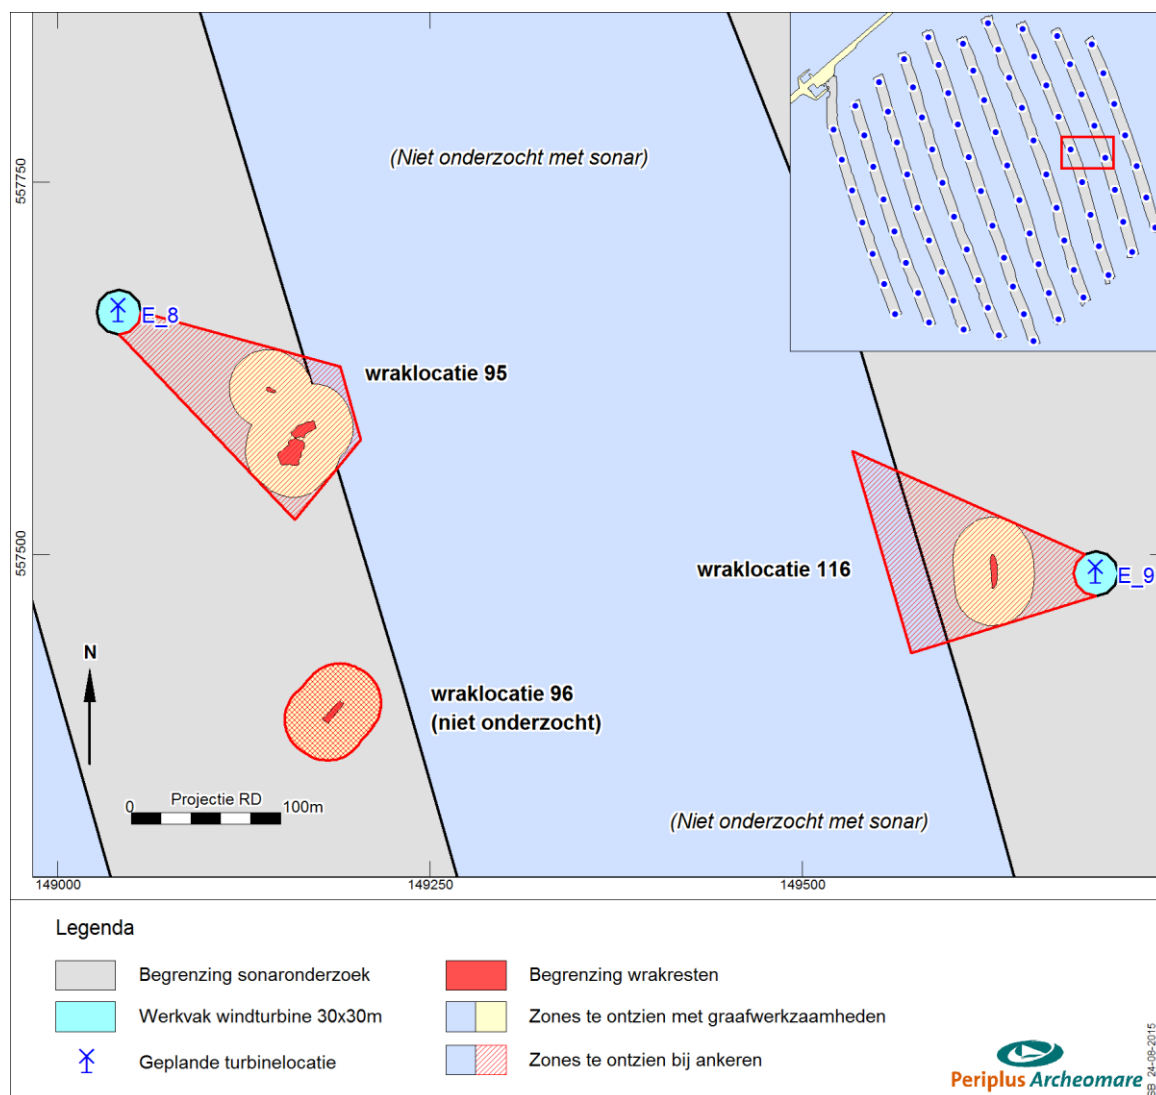 (Niet onderzocht met sonar)
557750
E_8
wraklocatie 95
557500
wraklocatie 116
E_9
N
wraklocatie 96
(niet onderzocht)
Projectie RD
0
100m
(Niet onderzocht met sonar)
149000
149250
149500
Legenda
Begrenzing sonaronderzoek
Werkvak windturbine 30x30m
Geplande turbinelocatie
Begrenzing wrakresten
Zones te ontzien met graafwerkzaamheden
Zones te ontzien bij ankeren
Periplus Archeomare
SB 24-08-2015